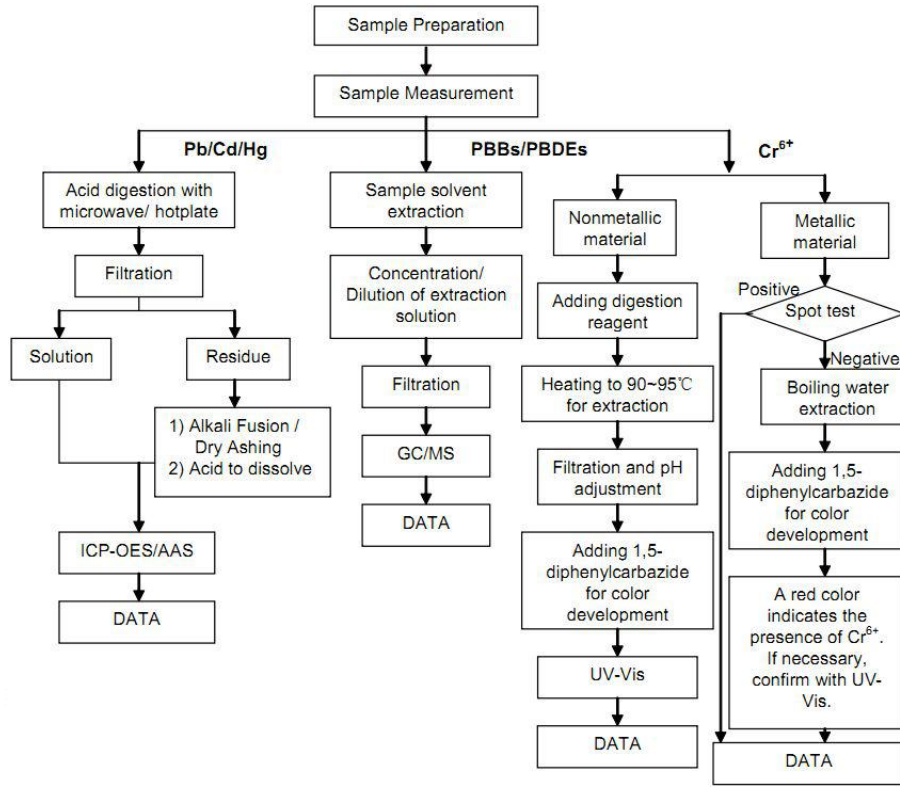 Sample Preparation
Sample Measurement
Pb/Cd/Hg
PBBs/PBDEs
Cr⁶⁺
Acid digestion with
microwave/ hotplate
Filtration
Solution
Residue
1) Alkali Fusion /
Dry Ashing
2) Acid to dissolve
ICP-OES/AAS
DATA
Sample solvent
extraction
Concentration/
Dilution of extraction
solution
Filtration
GC/MS
DATA
Nonmetallic
material
Adding digestion
reagent
Heating to 90~95℃
for extraction
Filtration and pH
adjustment
Adding 1,5-
diphenylcarbazide
for color
development
UV-Vis
DATA
Metallic
material
Positive
Spot test
Negative
Boiling water
extraction
Adding 1,5-
diphenylcarbazide
for color
development
A red color
indicates the
presence of Cr⁶⁺.
If necessary,
confirm with UV-
Vis.
DATA